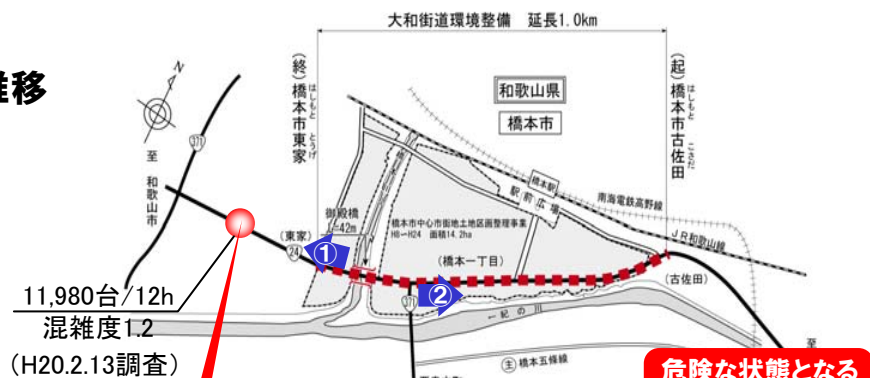 大和街道環境整備 延長1.0km
推移
(終)橋本市東家
はしもと とうげ
和歌山県
橋本市
(起)橋本市古佐田
はしもと こさだ
N
371
至 和歌山市
橋本駅
駅前広場
南海電鉄高野線
JR和歌山線
御殿橋
L=42m
橋本市中心市街地土地区画整理事業
H8~H24 面積14.2ha
(東家)
24
①
(橋本一丁目)
②
371
(古佐田)
紀の川
11,980台/12h
混雑度1.2
(H20.2.13調査)
主 橋本五條線
至
危険な状態となる